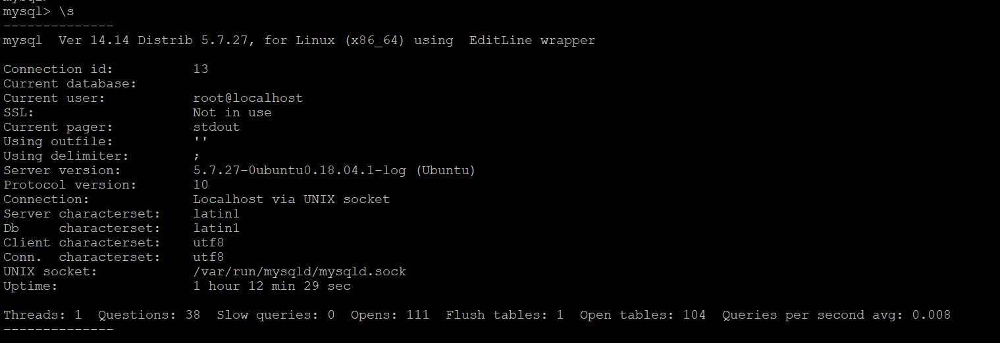 mysql>
mysql> \s
--------------
mysql  Ver 14.14 Distrib 5.7.27, for Linux (x86_64) using  EditLine wrapper

Connection id:          13
Current database:
Current user:           root@localhost
SSL:                    Not in use
Current pager:          stdout
Using outfile:          ''
Using delimiter:        ;
Server version:         5.7.27-0ubuntu0.18.04.1-log (Ubuntu)
Protocol version:       10
Connection:             Localhost via UNIX socket
Server characterset:    latin1
Db     characterset:    latin1
Client characterset:    utf8
Conn.  characterset:    utf8
UNIX socket:            /var/run/mysqld/mysqld.sock
Uptime:                 1 hour 12 min 29 sec

Threads: 1  Questions: 38  Slow queries: 0  Opens: 111  Flush tables: 1  Open tables: 104  Queries per second avg: 0.008
--------------